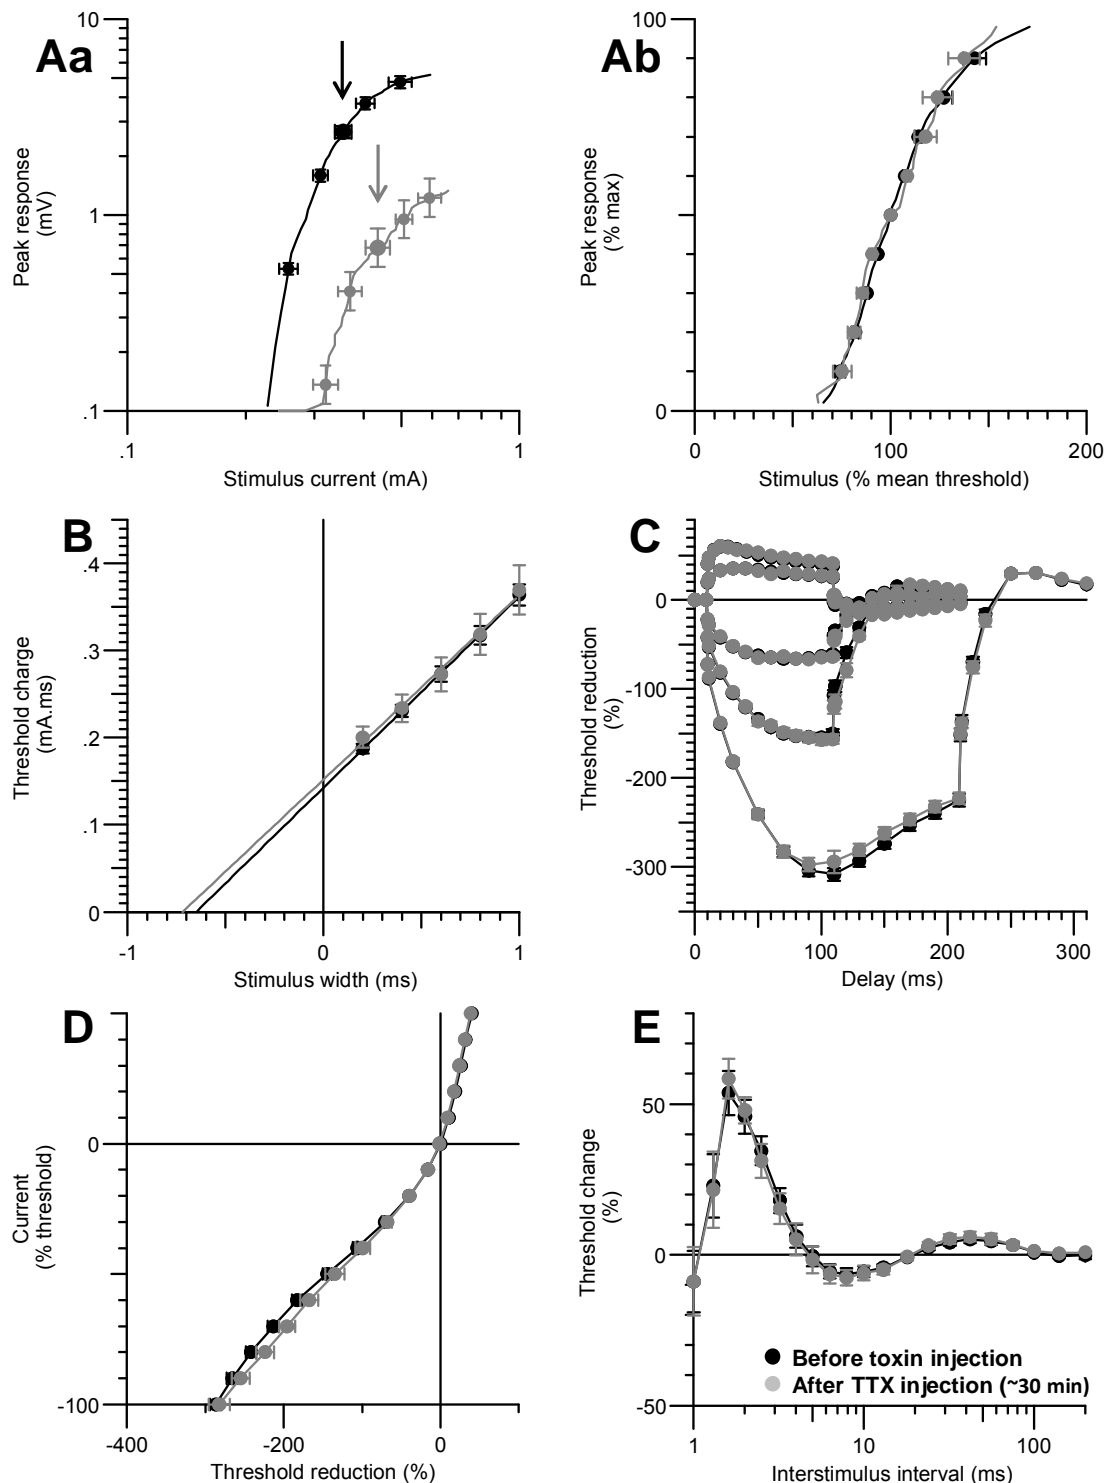 Aa
10
1
.1
.1
1
Peak response
(mV)
Stimulus current (mA)
Ab
100
0
0
100
200
Peak response
(% max)
Stimulus (% mean threshold)
B
.4
.3
.2
.1
0
-1
0
1
Threshold change
(mA.ms)
Stimulus width (ms)
C
0
-100
-200
-300
0
100
200
300
Threshold reduction
(%)
Delay (ms)
D
0
-100
-400
-200
0
Current
(% threshold)
Threshold reduction (%)
E
50
0
-50
1
10
100
Threshold change
(%)
Interstimulus interval (ms)
Before toxin injection
After TTX injection (~30 min)